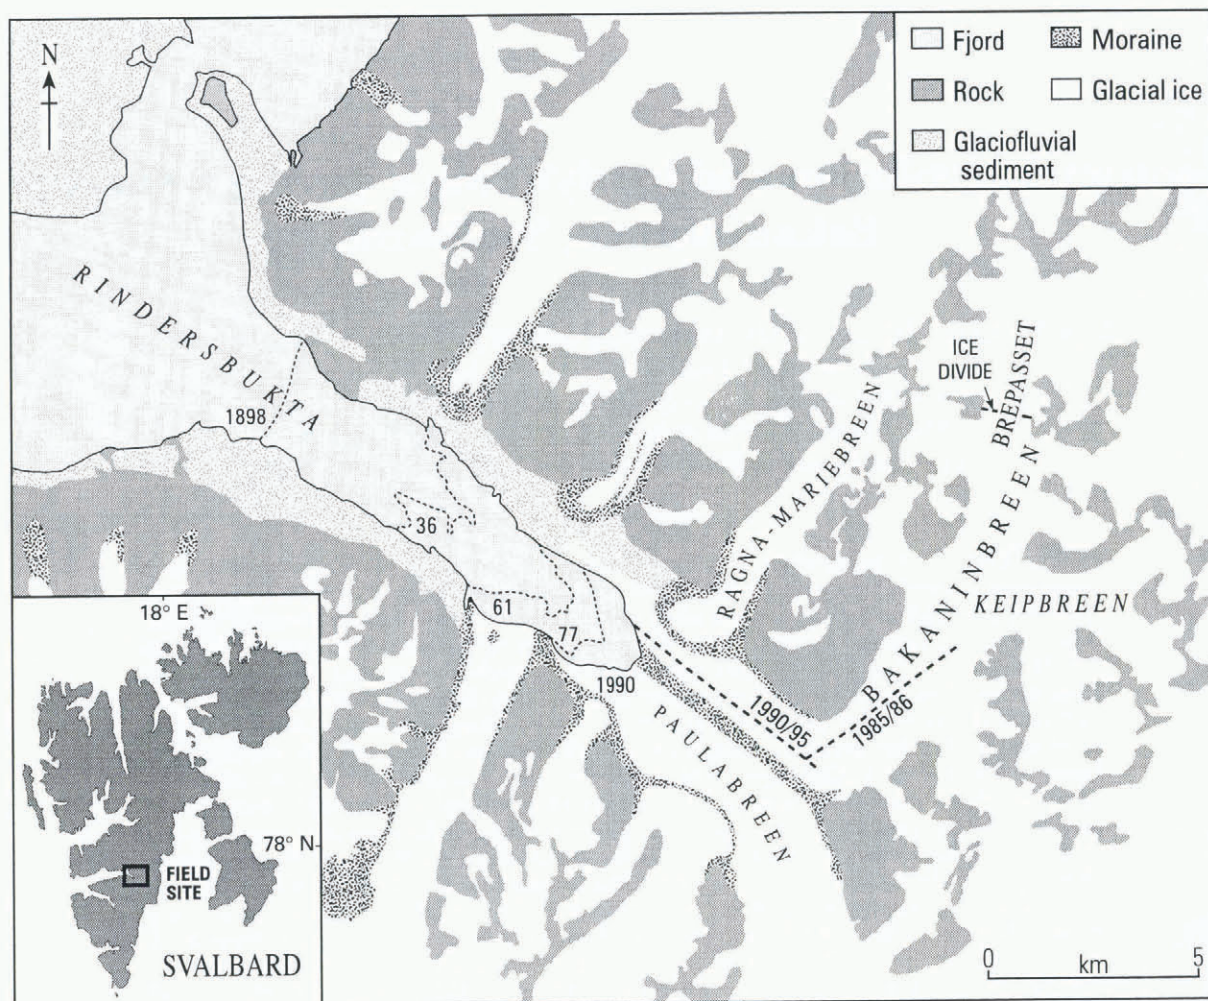 N
Fjord
Moraine
Rock
Glacial ice
Glaciofluvial
sediment
RINDERSBUKTA
1898
36
61
77
1990
ICE
DIVIDE
BREPASET
RAGNA-MARIEBREEN
BAKANINBREEN
KEIPBREEN
1990/95
1985/86
PAULABREEN
18° E
78° N
FIELD
SITE
SVALBARD
0
5
km